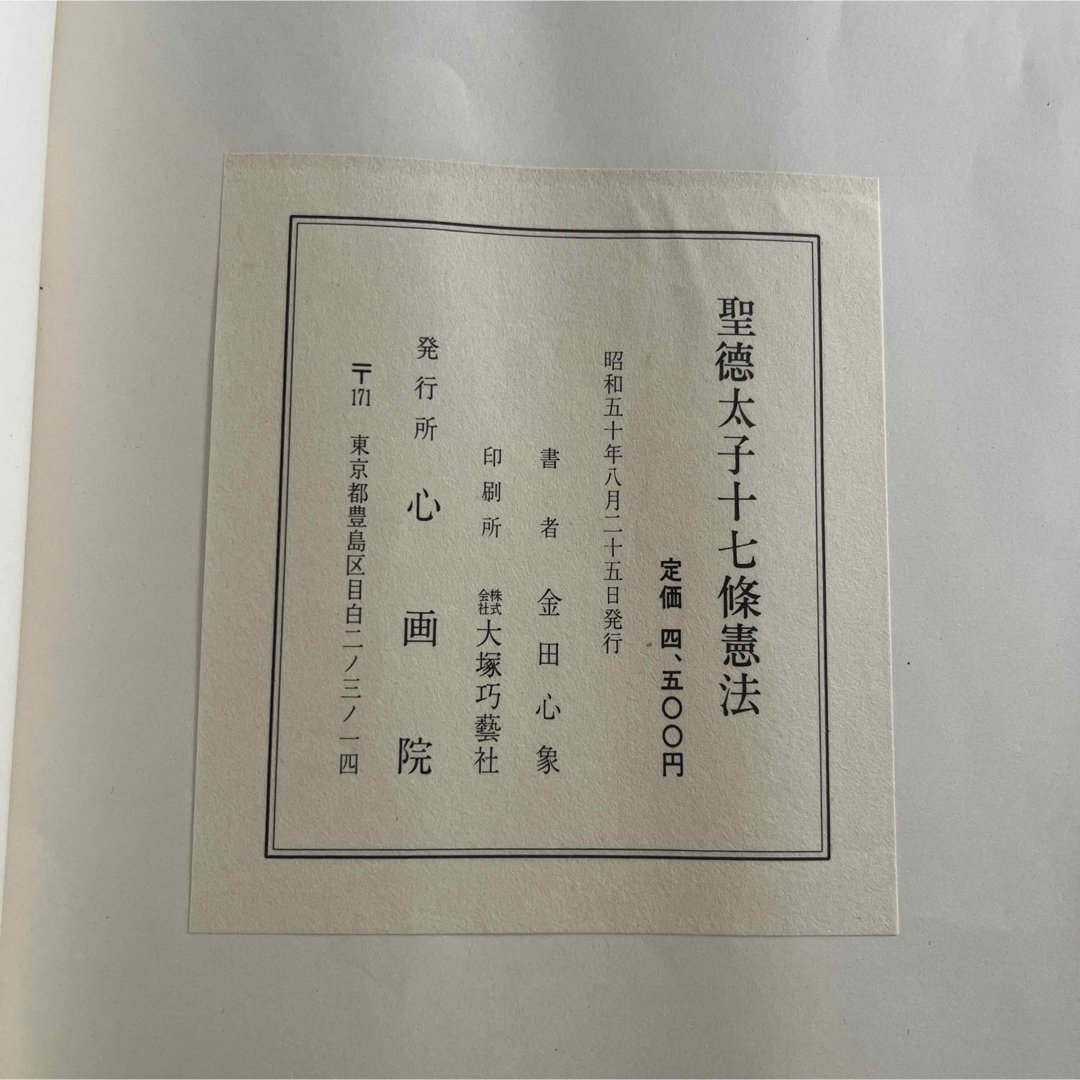 聖德太子十七條憲法
定価 四、五〇〇円
昭和五十年八月二十五日発行
書者 金田心象
印刷所 株式会社大塚巧藝社
発行所 心画院
〒171 東京都豊島区目白二ノ三ノ一四